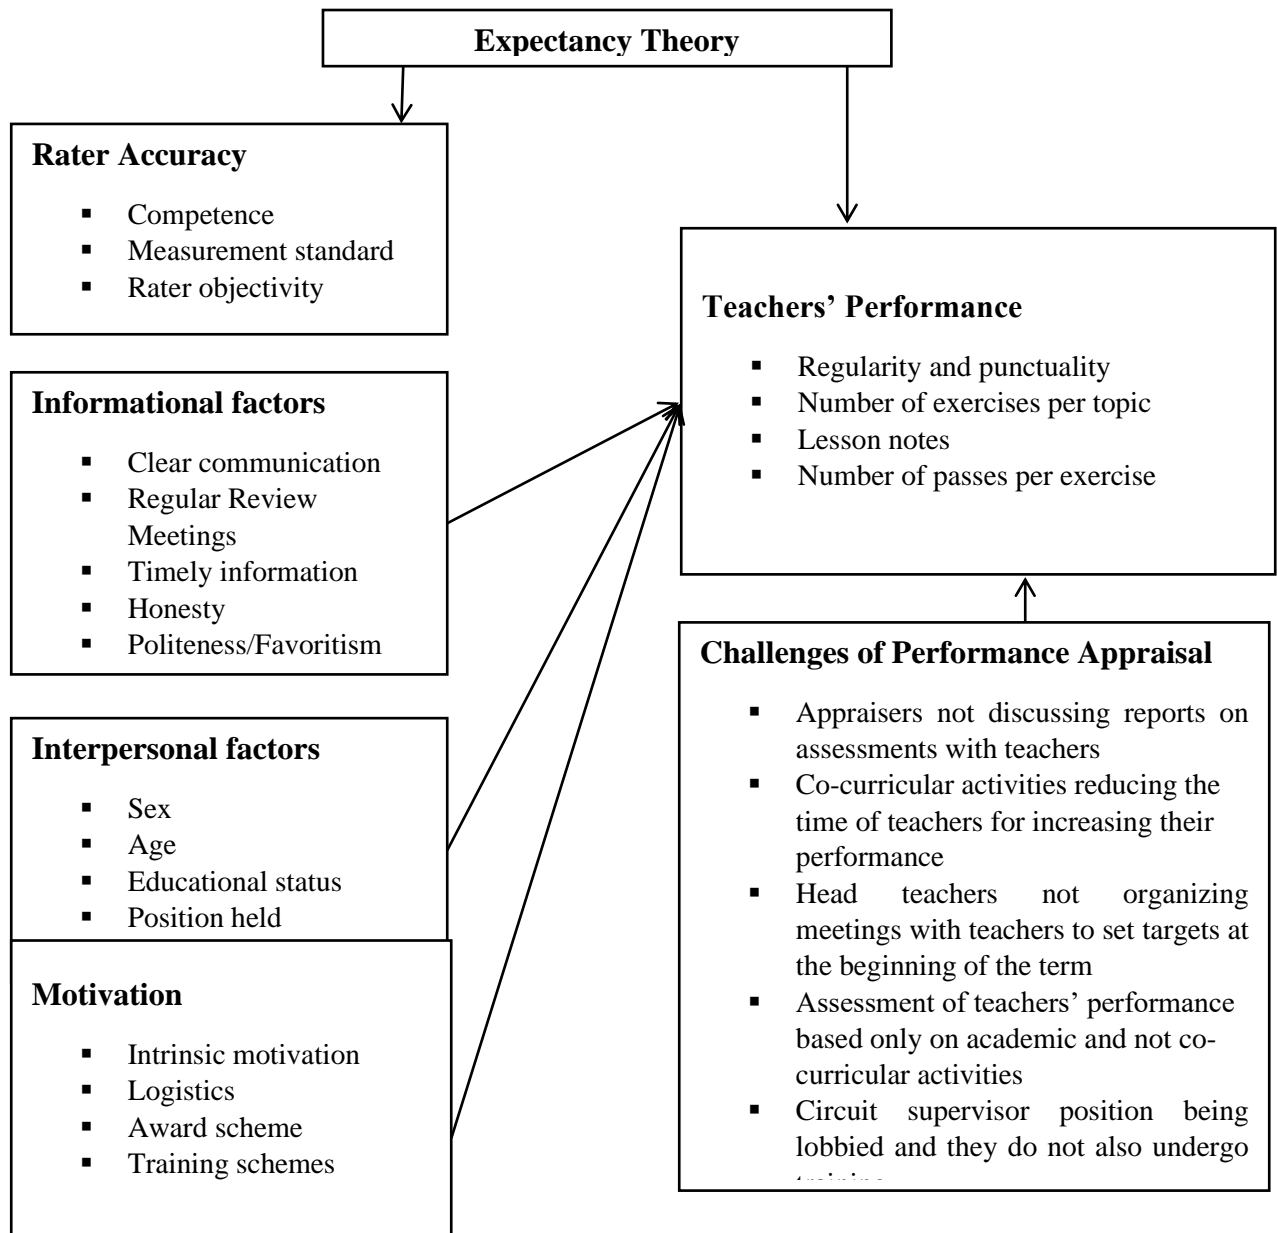 Expectancy Theory
Rater Accuracy
▪ Competence
▪ Measurement standard
▪ Rater objectivity
Informational factors
▪ Clear communication
▪ Regular Review
Meetings
▪ Timely information
▪ Honesty
▪ Politeness/Favoritism
Interpersonal factors
▪ Sex
▪ Age
▪ Educational status
▪ Position held
Motivation
▪ Intrinsic motivation
▪ Logistics
▪ Award scheme
▪ Training schemes
Teachers’ Performance
▪ Regularity and punctuality
▪ Number of exercises per topic
▪ Lesson notes
▪ Number of passes per exercise
Challenges of Performance Appraisal
▪ Appraisers not discussing reports on
assessments with teachers
▪ Co-curricular activities reducing the
time of teachers for increasing their
performance
▪ Head teachers not organizing
meetings with teachers to set targets at
the beginning of the term
▪ Assessment of teachers’ performance
based only on academic and not co-
curricular activities
▪ Circuit supervisor position being
lobbied and they do not also undergo